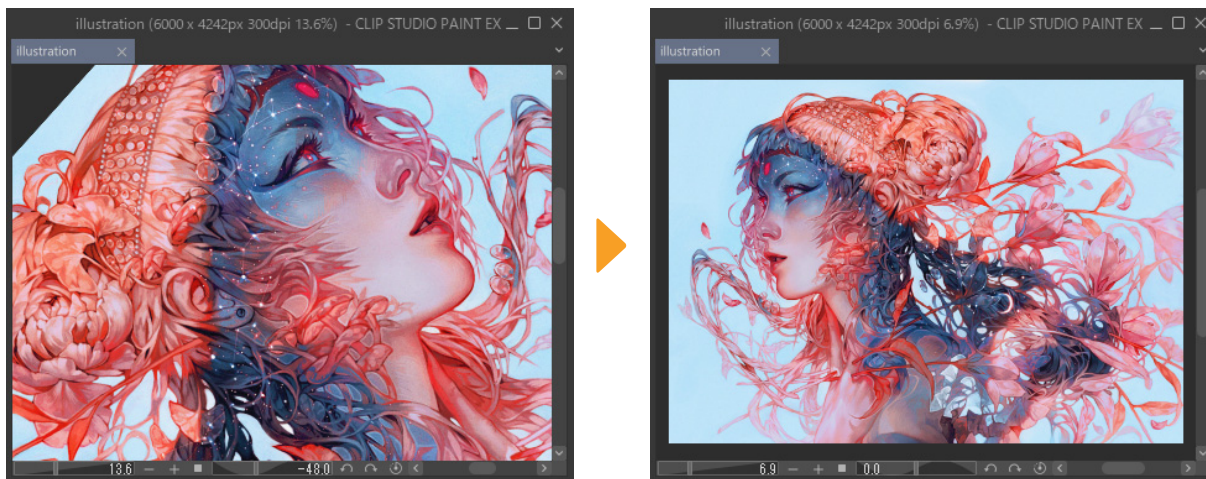 illustration (6000 x 4242px 300dpi 13.6%) - CLIP STUDIO PAINT EX
illustration
13.6
-48.0
illustration (6000 x 4242px 300dpi 6.9%) - CLIP STUDIO PAINT EX
illustration
6.9
0.0